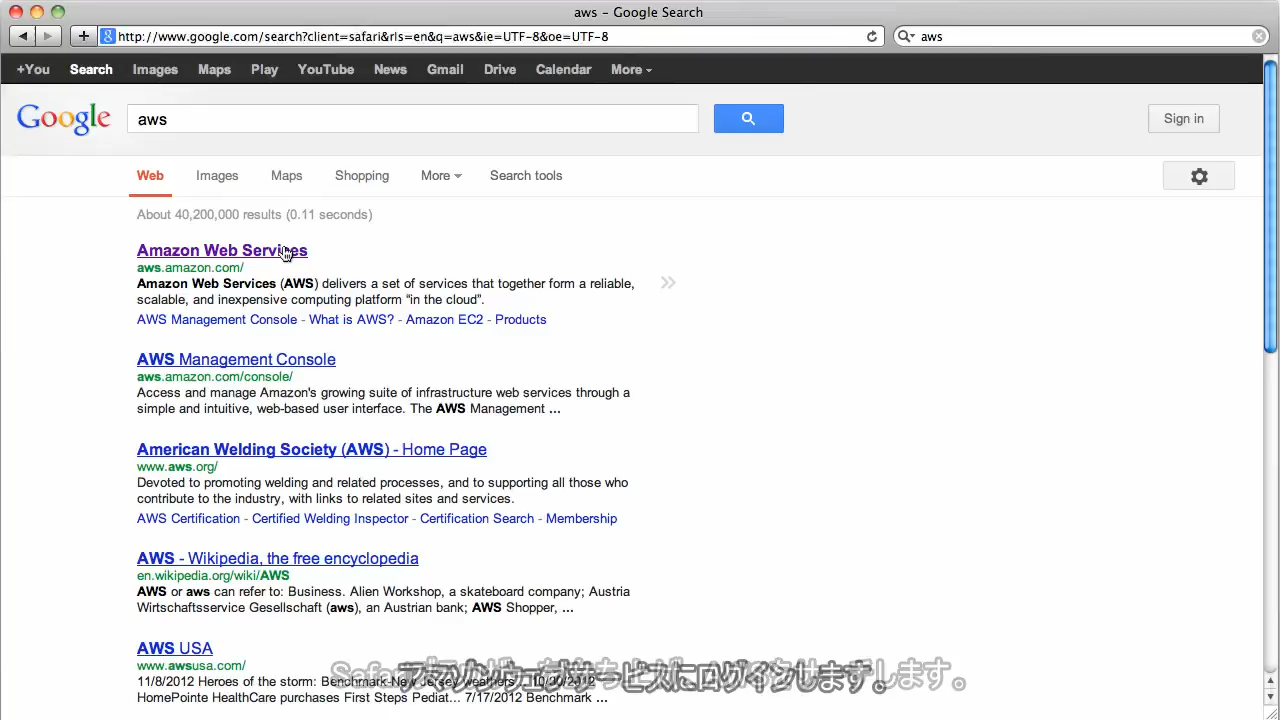 aws - Google Search
http://www.google.com/search?client=safari&rls=en&q=aws&ie=UTF-8&oe=UTF-8
aws
+You Search Images Maps Play YouTube News Gmail Drive Calendar More
Google
aws
Sign in
Web Images Maps Shopping More Search tools
About 40,200,000 results (0.11 seconds)
Amazon Web Services
aws.amazon.com/
Amazon Web Services (AWS) delivers a set of services that together form a reliable,
scalable, and inexpensive computing platform “in the cloud”.
AWS Management Console - What is AWS? - Amazon EC2 - Products
AWS Management Console
aws.amazon.com/console/
Access and manage Amazon's growing suite of infrastructure web services through a
simple and intuitive, web-based user interface. The AWS Management ...
American Welding Society (AWS) - Home Page
www.aws.org/
Devoted to promoting welding and related processes, and to supporting all those who
contribute to the industry, with links to related sites and services.
AWS Certification - Certified Welding Inspector - Certification Search - Membership
AWS - Wikipedia, the free encyclopedia
en.wikipedia.org/wiki/AWS
AWS or aws can refer to: Business. Alien Workshop, a skateboard company; Austria
Wirtschaftsservice Gesellschaft (aws), an Austrian bank; AWS Shopper, ...
AWS USA
www.awsusa.com/
11/8/2012 Heroes of the storm: Benchmark-New Jersey weathers - 10/30/2012
HomePointe HealthCare purchases First Steps Pediat... 7/17/2012 Benchmark ...
アマゾンウェブサービスにログインします。